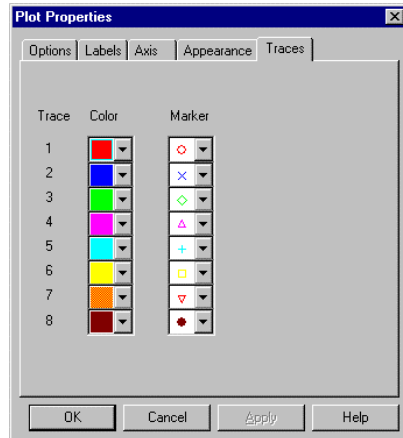 Plot Properties
Options Labels Axis Appearance Traces
Trace Color Marker
1
2
3
4
5
6
7
8
OK Cancel Apply Help